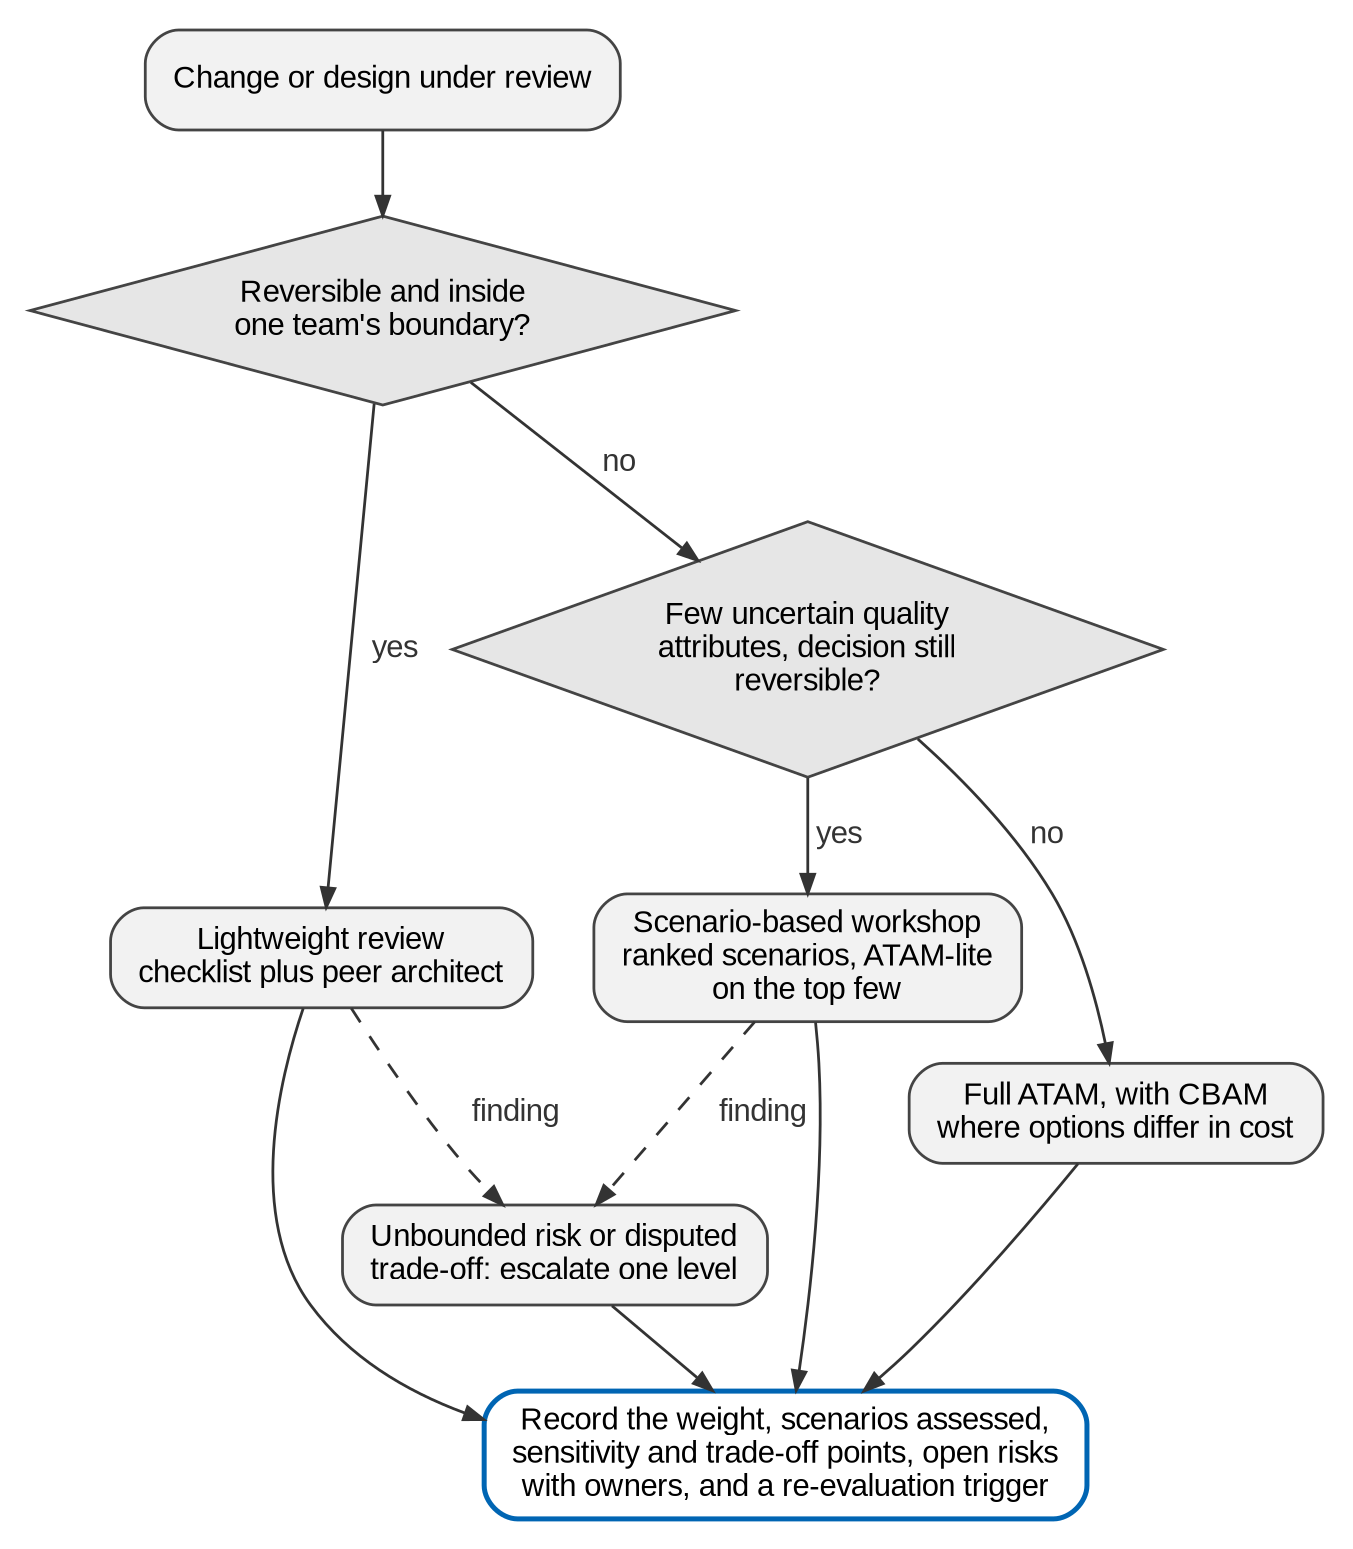 Change or design under review
Reversible and inside
one team's boundary?
no
Few uncertain quality
attributes, decision still
reversible?
yes
yes
no
Lightweight review
checklist plus peer architect
Scenario-based workshop
ranked scenarios, ATAM-lite
on the top few
Full ATAM, with CBAM
where options differ in cost
finding
finding
Unbounded risk or disputed
trade-off: escalate one level
Record the weight, scenarios assessed,
sensitivity and trade-off points, open risks
with owners, and a re-evaluation trigger